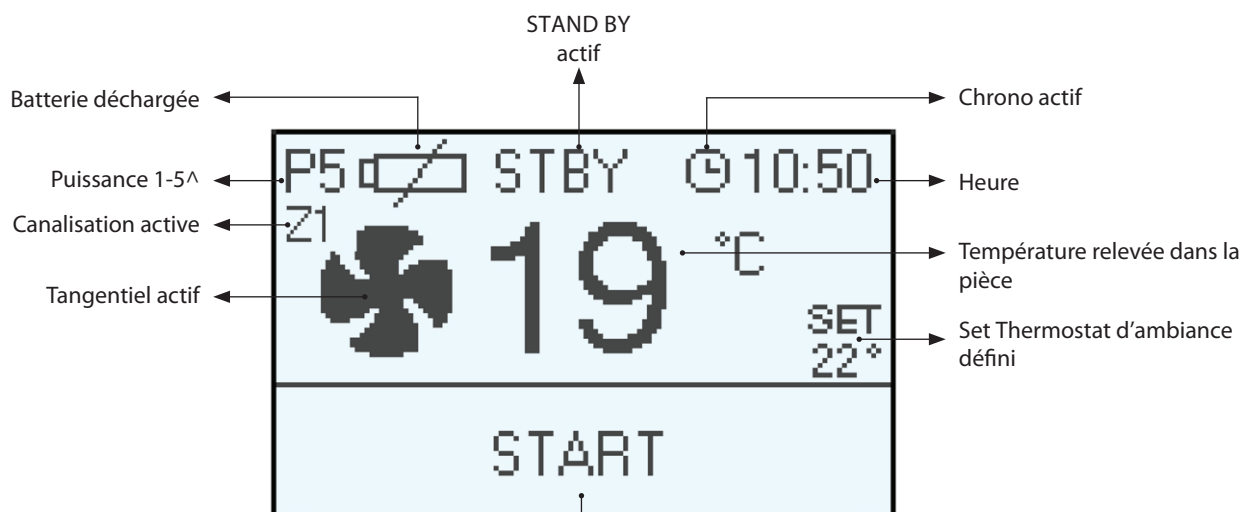 STAND BY
actif
Batterie déchargée
Chrono actif
P5 STBY 10:50
Puissance 1-5^
Heure
Canalisation active
Z1
19 °C
Température relevée dans la
pièce
Tangentiel actif
SET
22°
Set Thermostat d’ambiance
défini
START